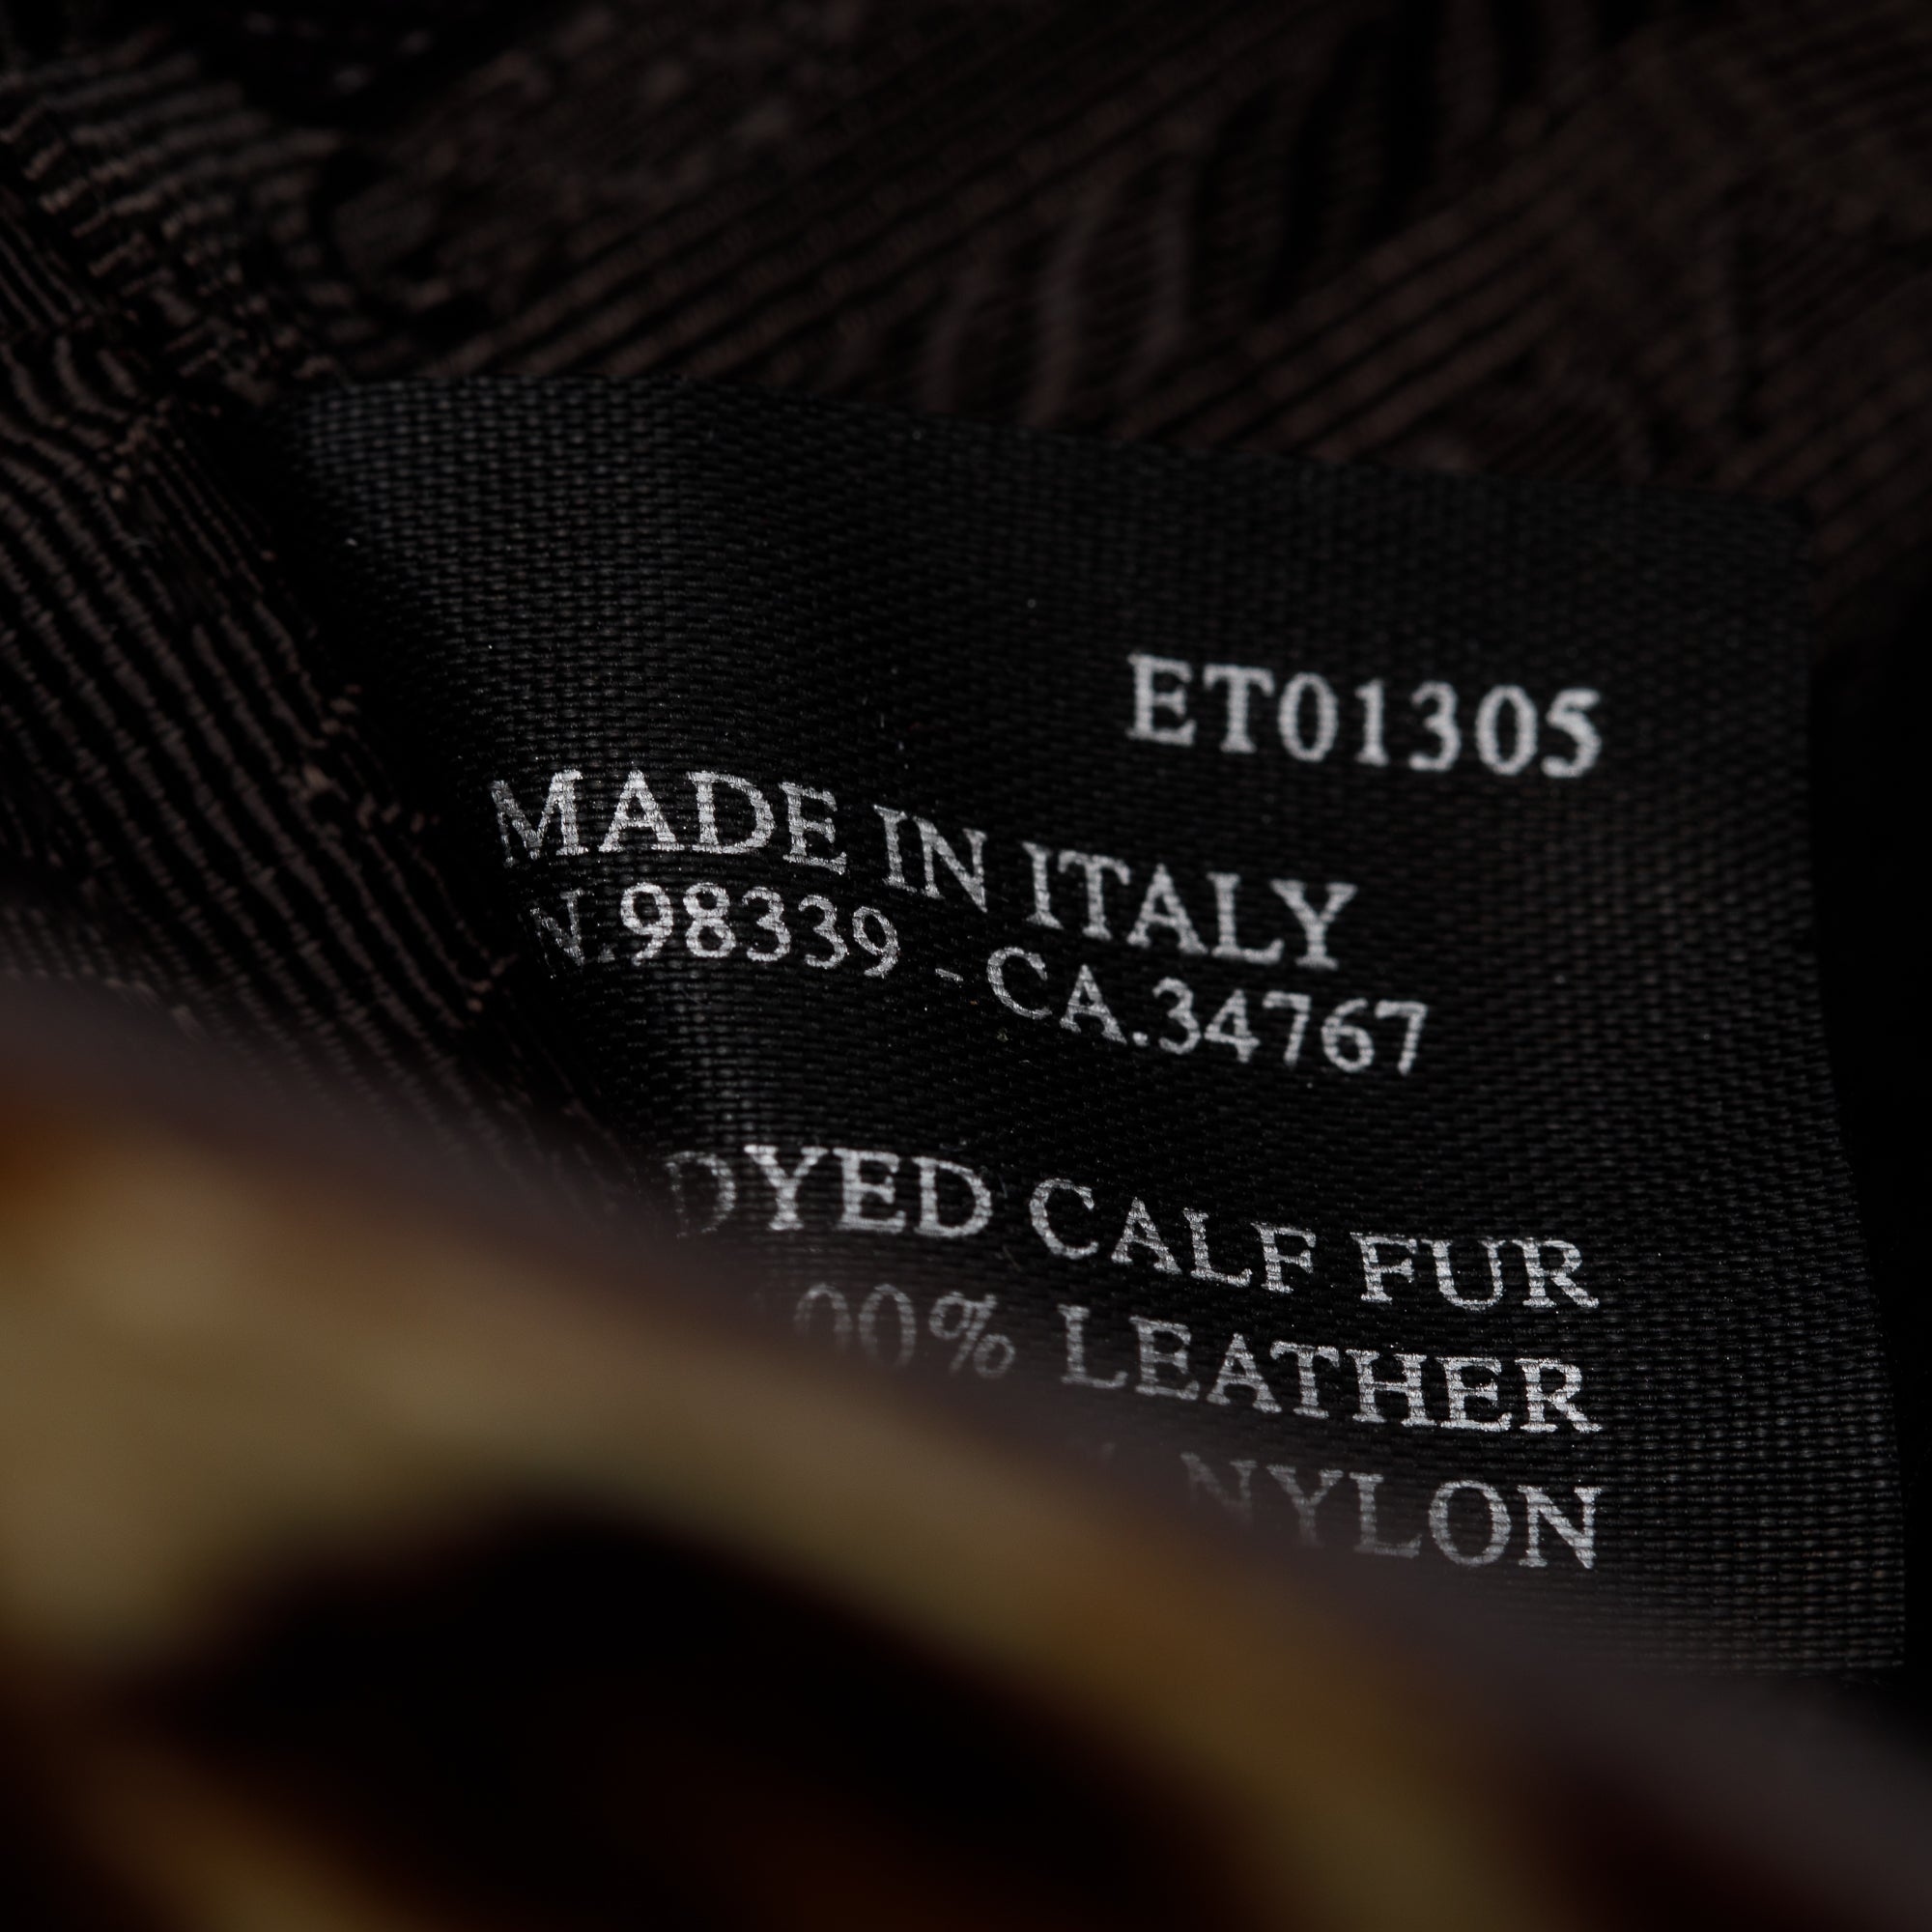 ET01305
MADE IN ITALY
N.98339 - CA.34767
DYED CALF FUR
00% LEATHER
NYLON